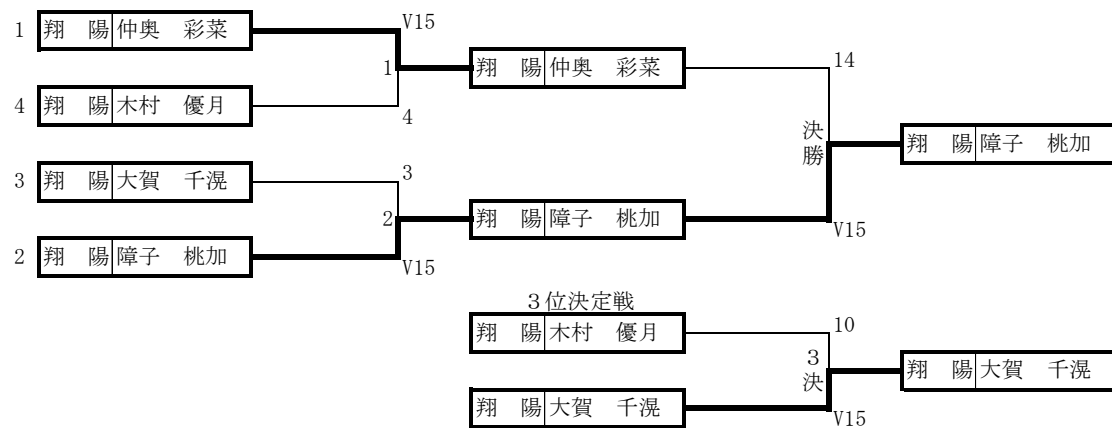 1 翔　陽 仲奥　彩菜
V15
1
翔　陽 仲奥　彩菜
14
4 翔　陽 木村　優月
4
決勝
翔　陽 障子　桃加
3 翔　陽 大賀　千滉
3
2
翔　陽 障子　桃加
V15
2 翔　陽 障子　桃加
V15
３位決定戦
翔　陽 木村　優月
10
３決
翔　陽 大賀　千滉
翔　陽 大賀　千滉
V15